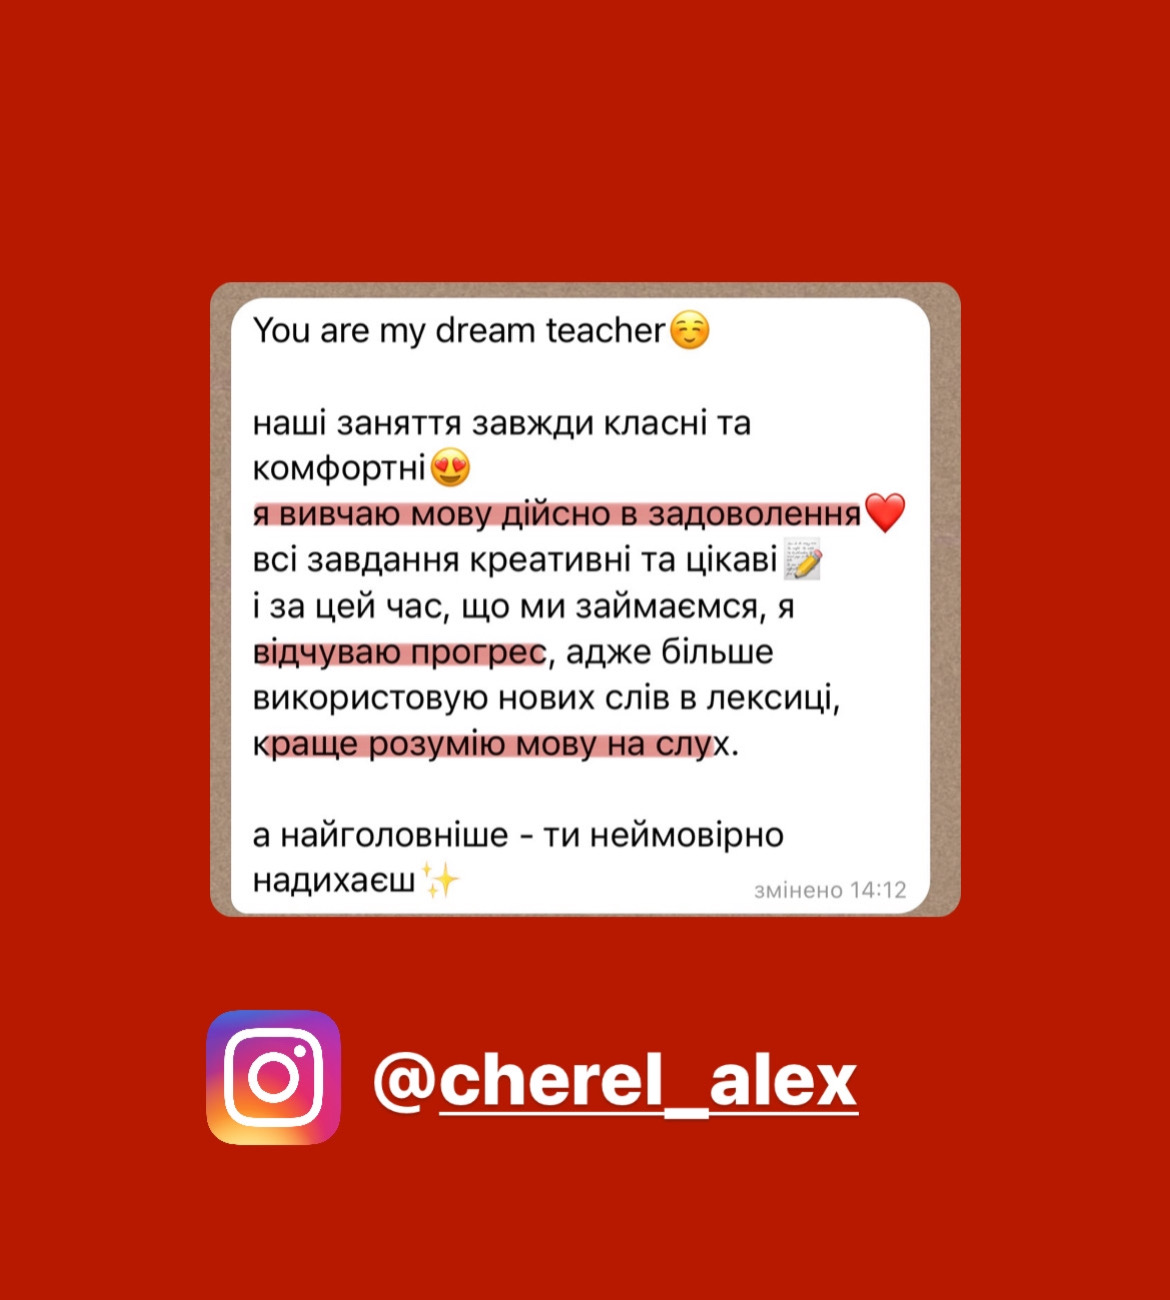 You are my dream teacher☺️
наші заняття завжди класні та
комфортні😍
я вивчаю мову дійсно в задоволення❤️
всі завдання креативні та цікаві📝
і за цей час, що ми займаємся, я
відчуваю прогрес, адже більше
використовую нових слів в лексиці,
краще розумію мову на слух.
а найголовніше - ти неймовірно
надихаєш✨
змінено 14:12
@cherel_alex